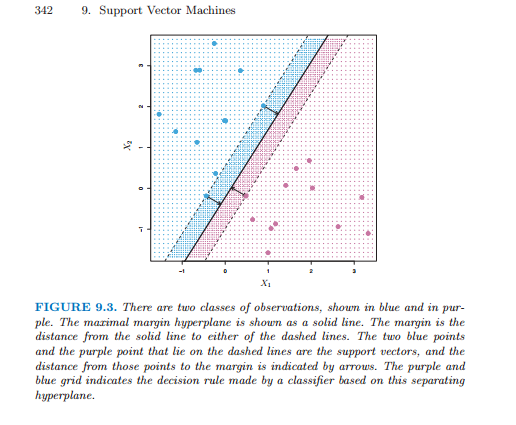 342 9. Support Vector Machines
3
2
1
0
-1
X₂
-1 0 1 2 3
X₁
FIGURE 9.3. There are two classes of observations, shown in blue and in pur-
ple. The maximal margin hyperplane is shown as a solid line. The margin is the
distance from the solid line to either of the dashed lines. The two blue points
and the purple point that lie on the dashed lines are the support vectors, and the
distance from those points to the margin is indicated by arrows. The purple and
blue grid indicates the decision rule made by a classifier based on this separating
hyperplane.